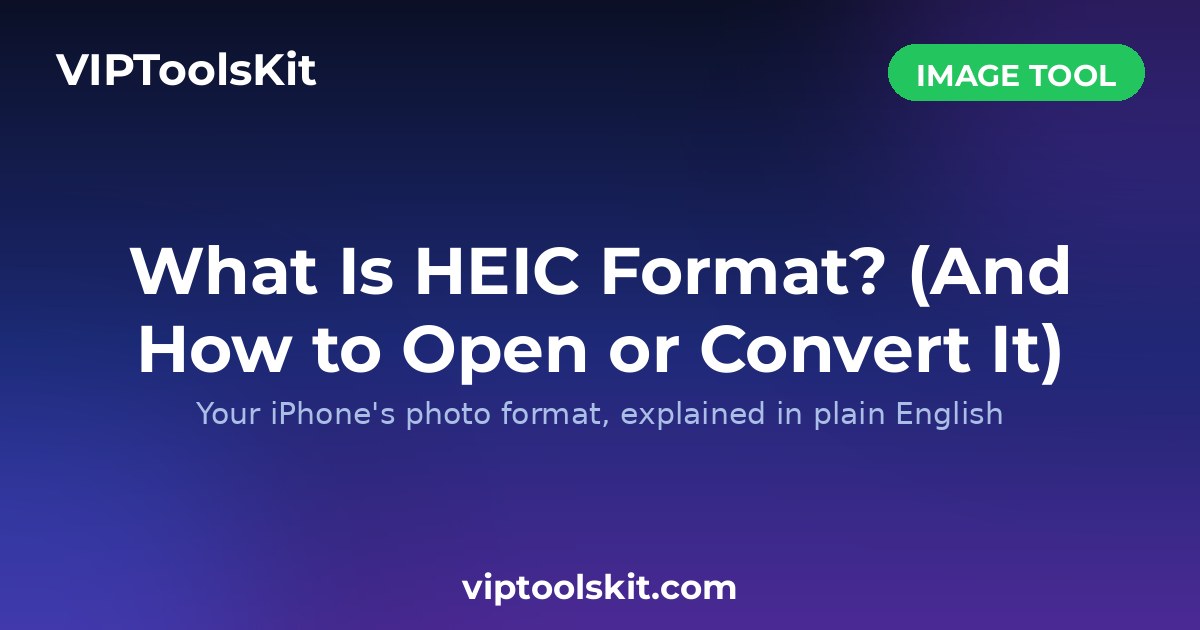 VIPToolsKit
IMAGE TOOL
What Is HEIC Format? (And
How to Open or Convert It)
Your iPhone's photo format, explained in plain English
viptoolskit.com